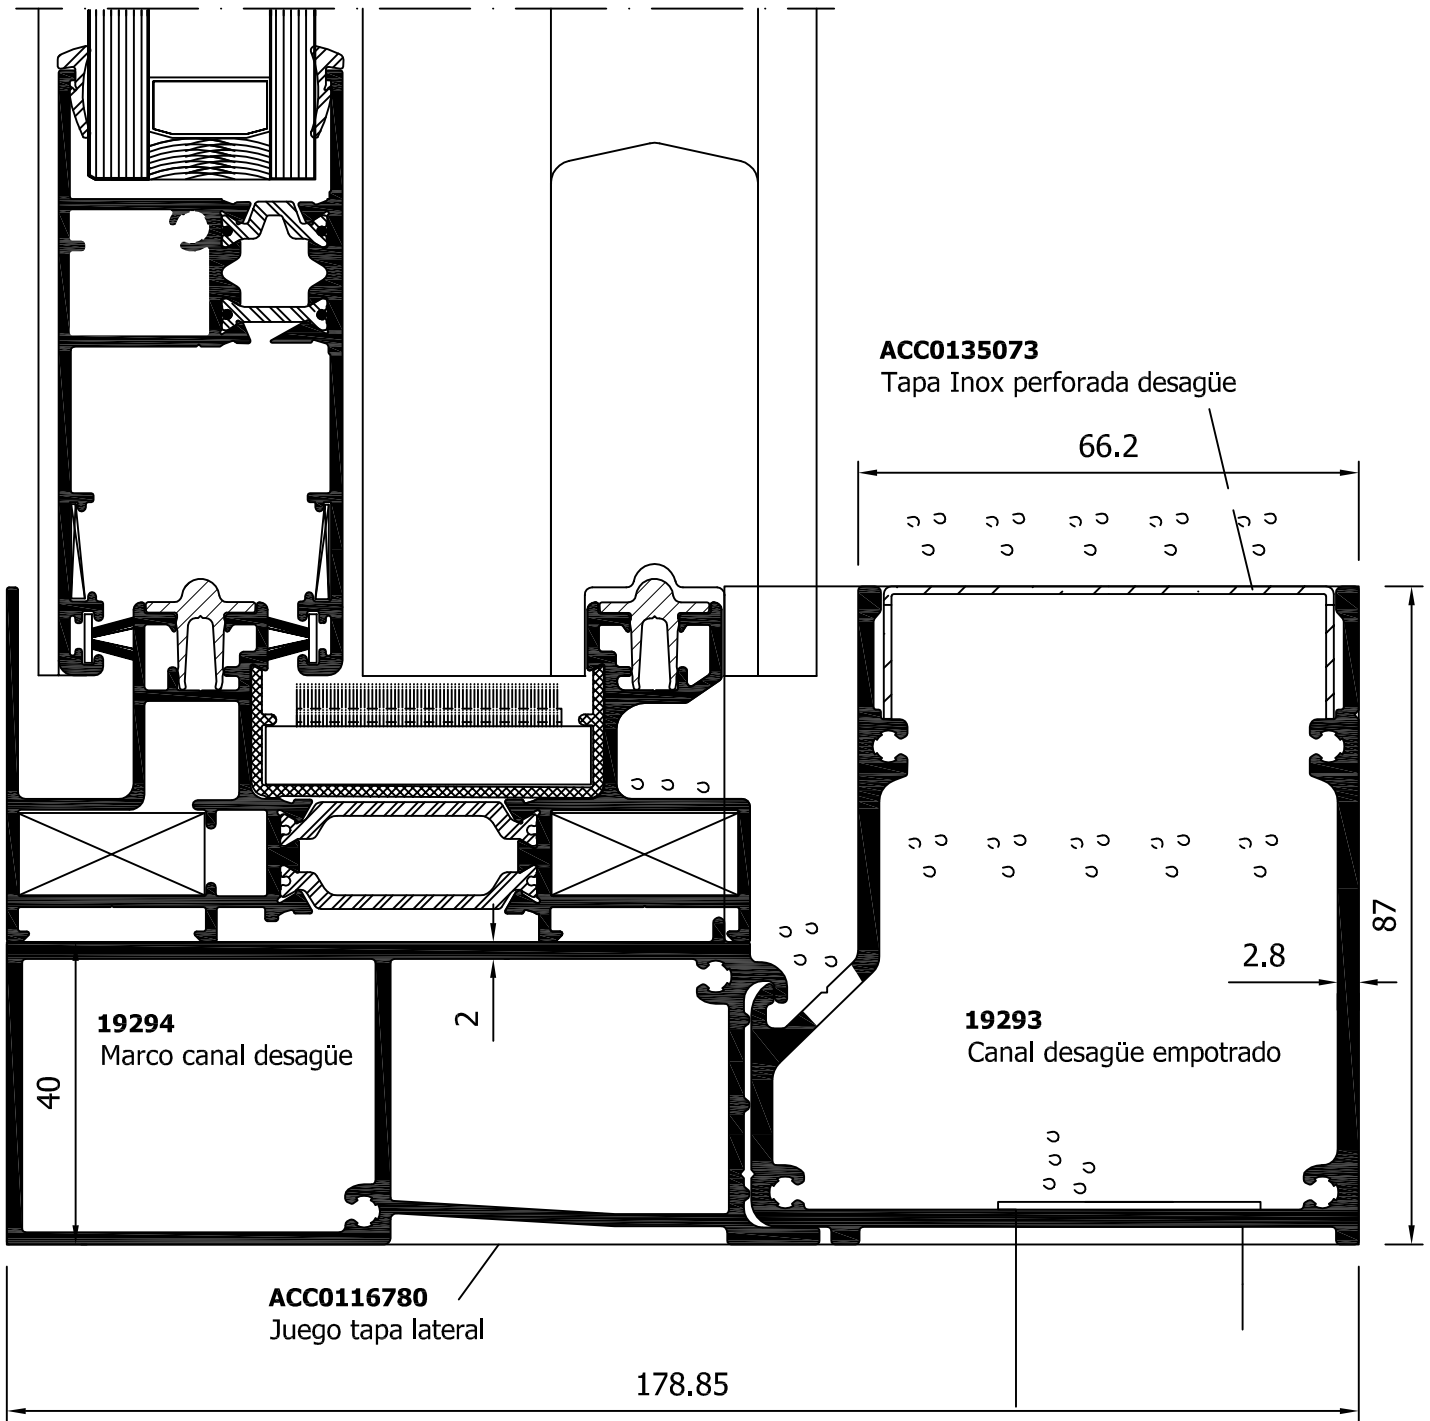 ACC0135073
Tapa Inox perforada desagüe
66.2
87
2.8
2
19294
Marco canal desagüe
19293
Canal desagüe empotrado
40
ACC0116780
Juego tapa lateral
178.85